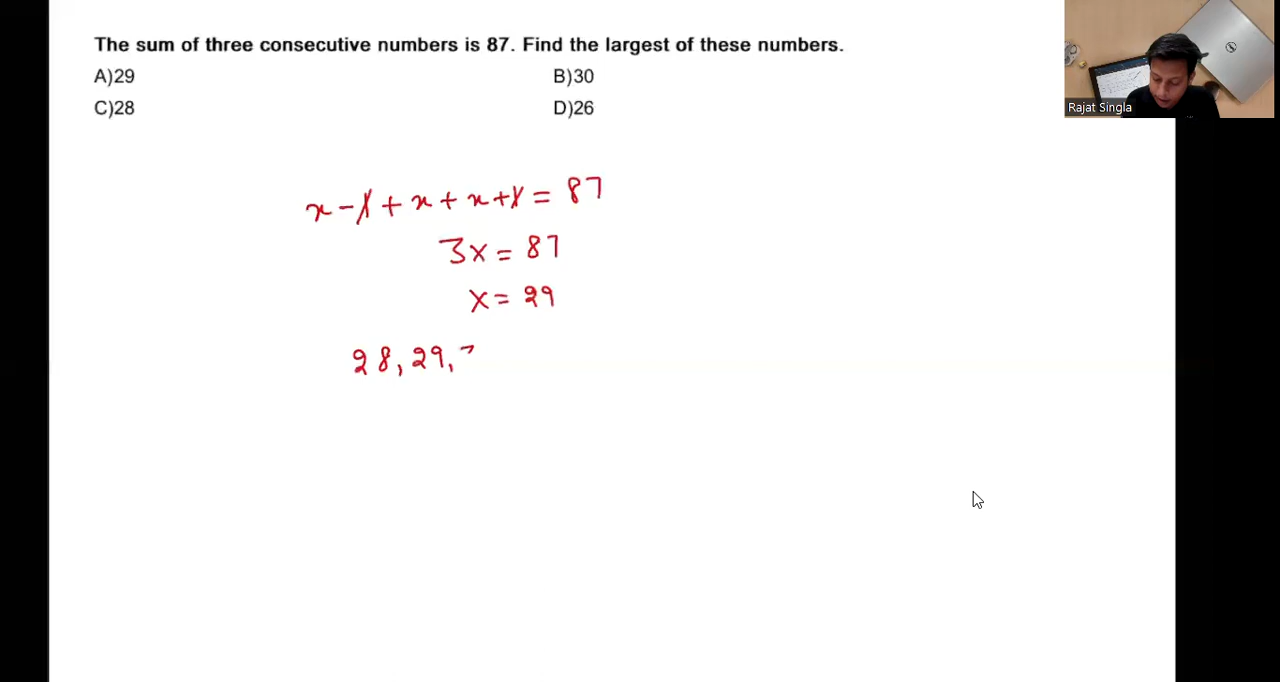 The sum of three consecutive numbers is 87. Find the largest of these numbers.
A)29 B)30
C)28 D)26
x - 1 + x + x + 1 = 87
3x = 87
x = 29
28, 29,
Rajat Singla